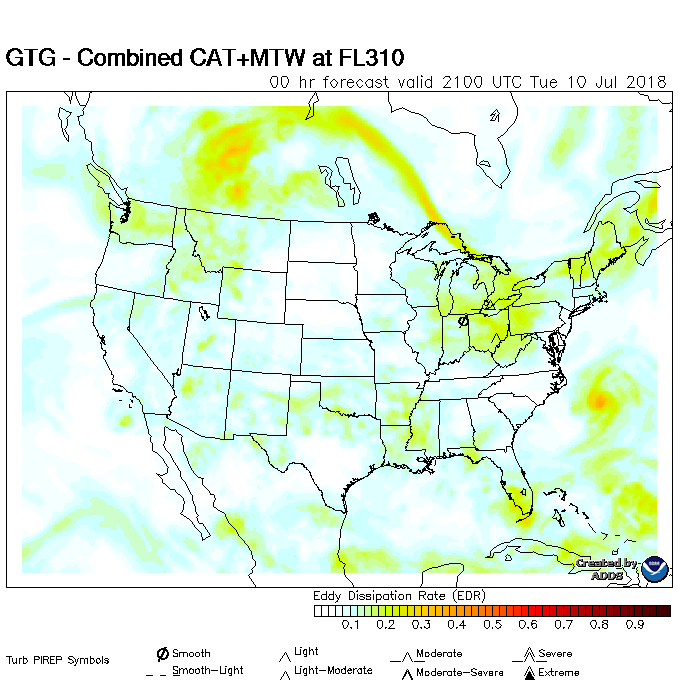 GTG - Combined CAT+MTW at FL310
00 hr forecast valid 2100 UTC Tue 10 Jul 2018
Created by
ADDS
Eddy Dissipation Rate (EDR)
0.1 0.2 0.3 0.4 0.5 0.6 0.7 0.8 0.9
Turb PIREP Symbols
Smooth Light Moderate Severe
Smooth-Light Light-Moderate Moderate-Severe Extreme